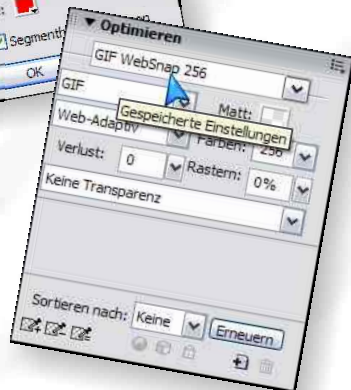 Segmenth
OK
Optimieren
GIF WebSnap 256
GIF
Matt:
Gespeicherte Einstellungen
Web-Adaptiv
Farben: 256
Verlust: 0
Rastern: 0%
Keine Transparenz
Sortieren nach: Keine
Erneuern